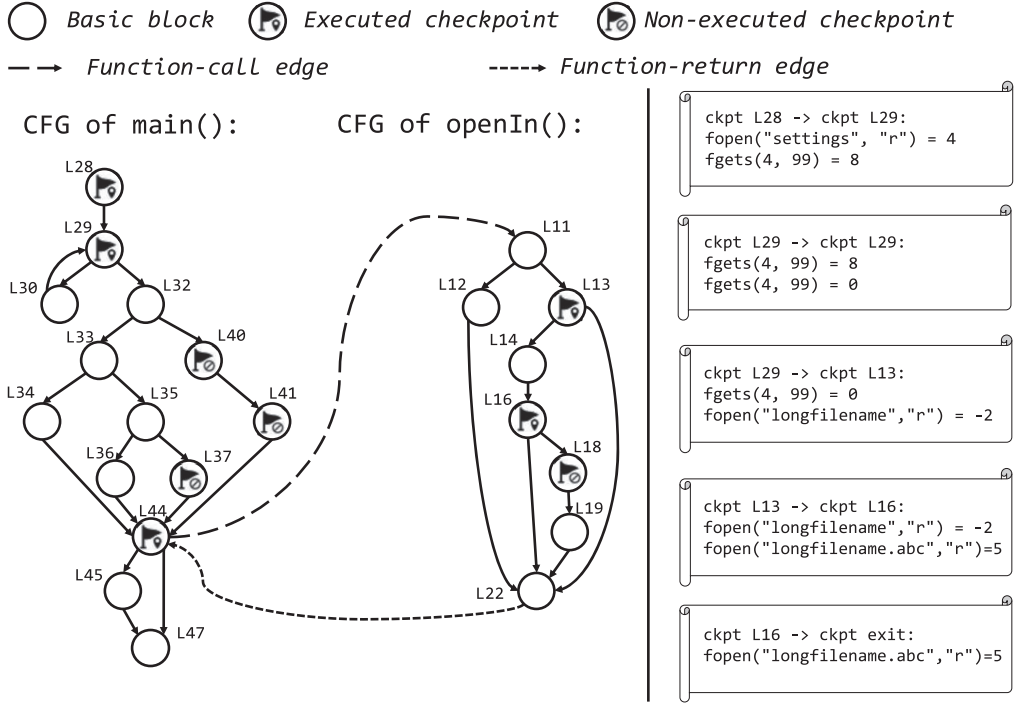 Basic block
Executed checkpoint
Non-executed checkpoint
Function-call edge
Function-return edge
CFG of main():
CFG of openIn():
L28
L29
L30
L32
L33
L40
L34
L35
L41
L36
L37
L44
L45
L47
L11
L12
L13
L14
L16
L18
L19
L22
ckpt L28 -> ckpt L29:
fopen("settings", "r") = 4
fgets(4, 99) = 8
ckpt L29 -> ckpt L29:
fgets(4, 99) = 8
fgets(4, 99) = 0
ckpt L29 -> ckpt L13:
fgets(4, 99) = 0
fopen("longfilename","r") = -2
ckpt L13 -> ckpt L16:
fopen("longfilename","r") = -2
fopen("longfilename.abc","r")=5
ckpt L16 -> ckpt exit:
fopen("longfilename.abc","r")=5